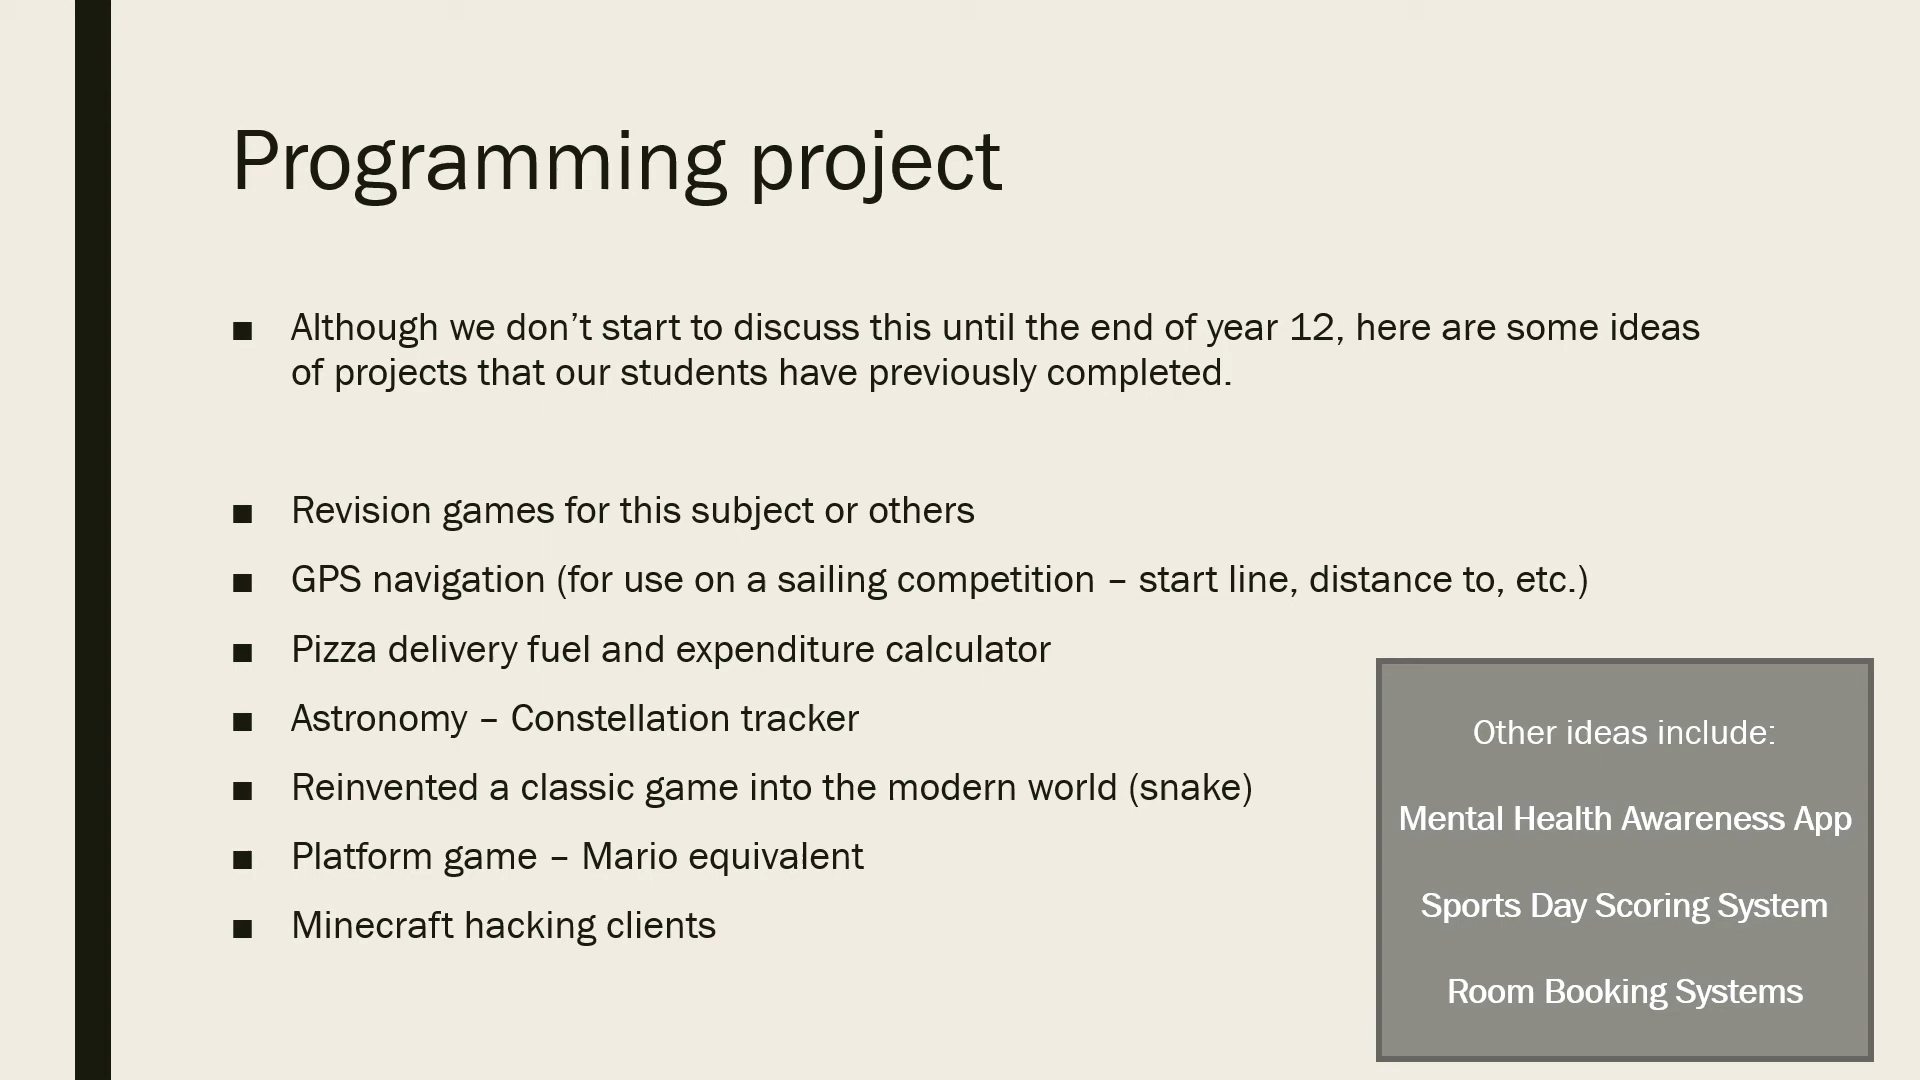 Programming project
■ Although we don’t start to discuss this until the end of year 12, here are some ideas
of projects that our students have previously completed.
■ Revision games for this subject or others
■ GPS navigation (for use on a sailing competition – start line, distance to, etc.)
■ Pizza delivery fuel and expenditure calculator
■ Astronomy – Constellation tracker
■ Reinvented a classic game into the modern world (snake)
■ Platform game – Mario equivalent
■ Minecraft hacking clients
Other ideas include:
Mental Health Awareness App
Sports Day Scoring System
Room Booking Systems